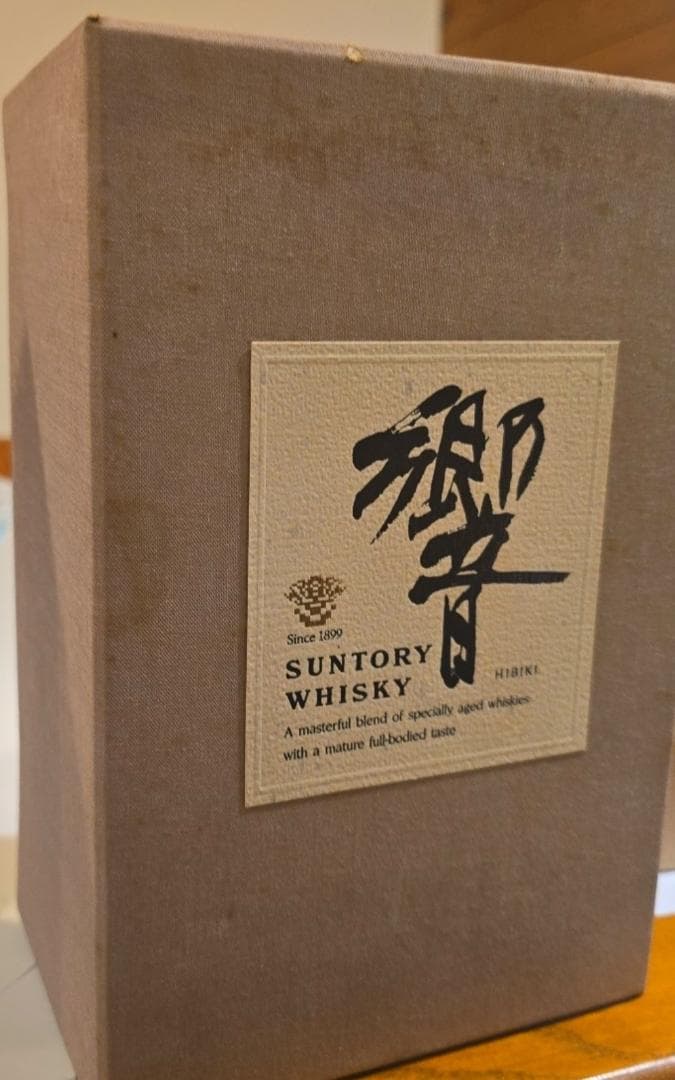 響
Since 1899
SUNTORY
WHISKY
HIBIKI
A masterful blend of specially aged whiskies
with a mature full-bodied taste